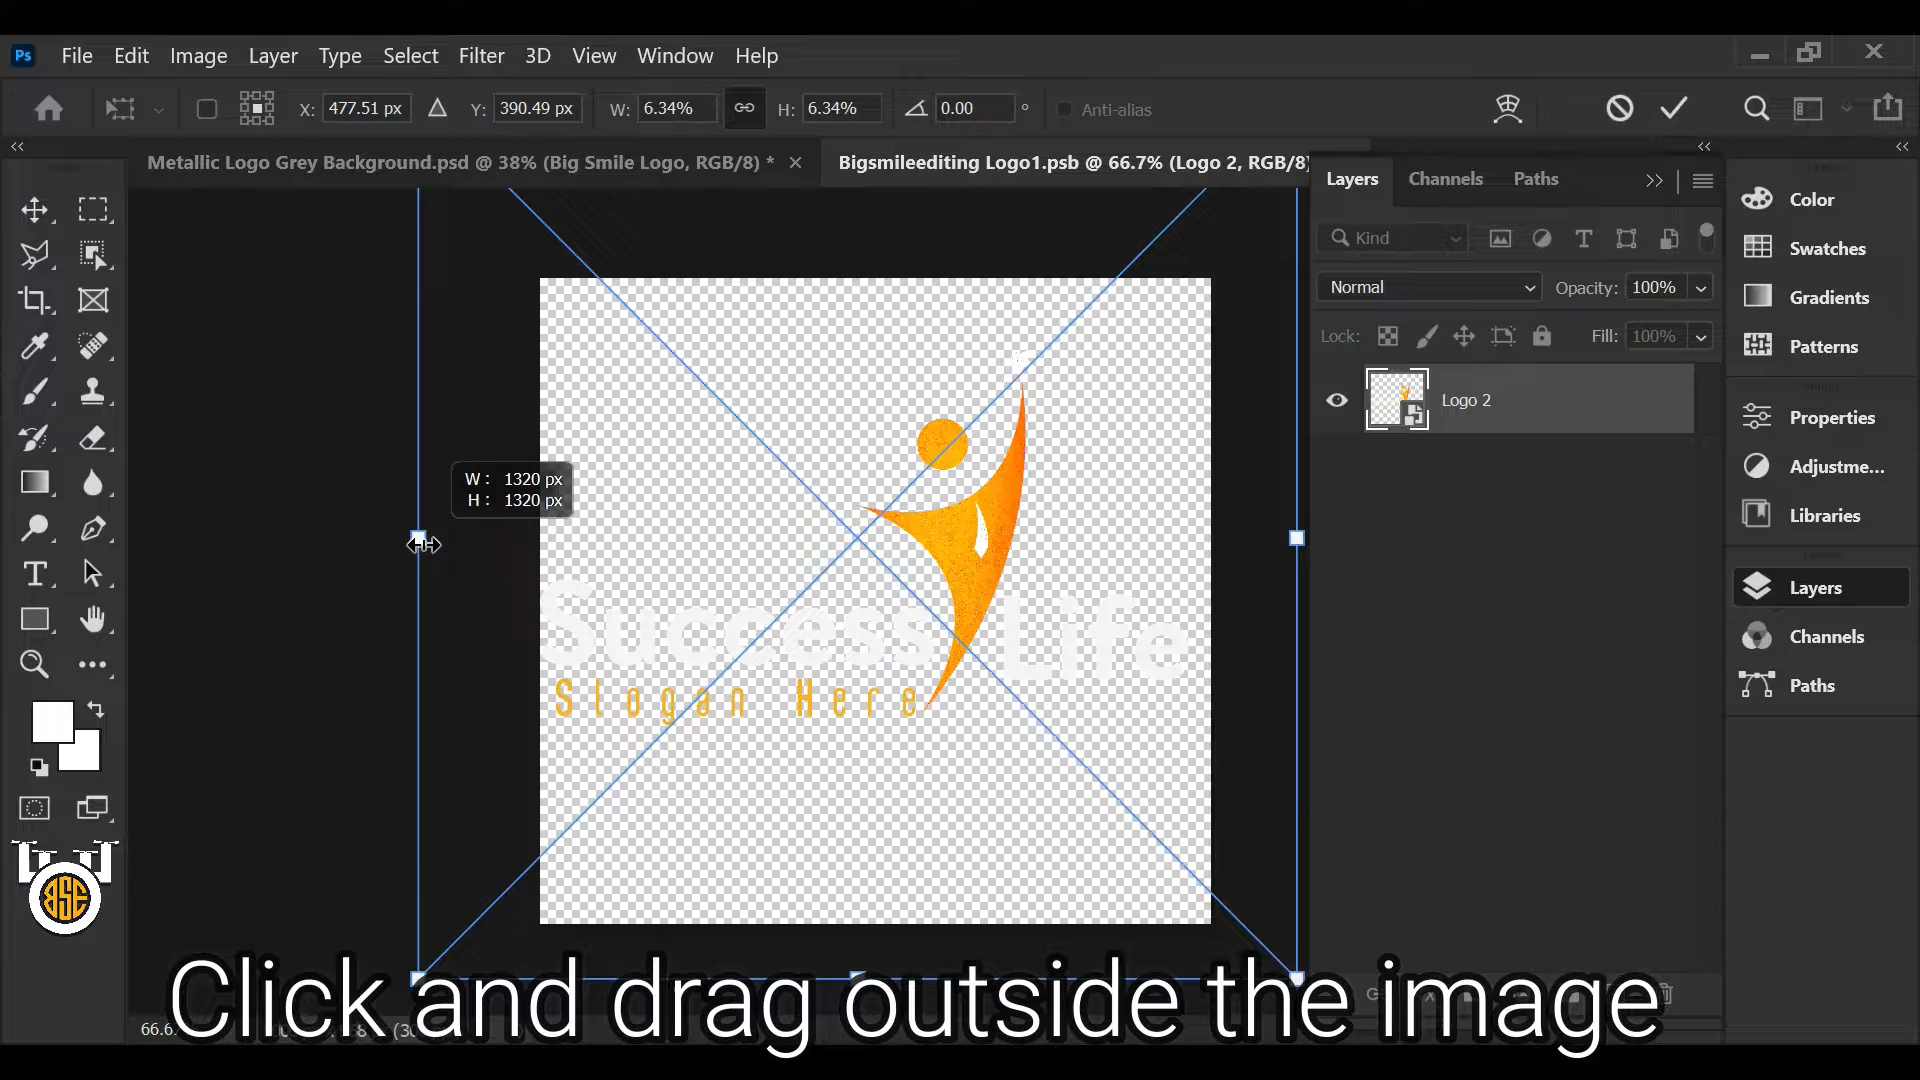 Ps File Edit Image Layer Type Select Filter 3D View Window Help
X: 477.51 px Y: 390.49 px W: 6.34% H: 6.34% 0.00 ° Anti-alias
Metallic Logo Grey Background.psd @ 38% (Big Smile Logo, RGB/8) *
Bigsmileediting Logo1.psb @ 66.7% (Logo 2, RGB/8)
Layers Channels Paths
Kind
Normal Opacity: 100%
Lock: Fill: 100%
Logo 2
Color
Swatches
Gradients
Patterns
Properties
Adjustme...
Libraries
Layers
Channels
Paths
W: 1320 px
H: 1320 px
Success Life
Slogan Here
BSE
Click and drag outside the image